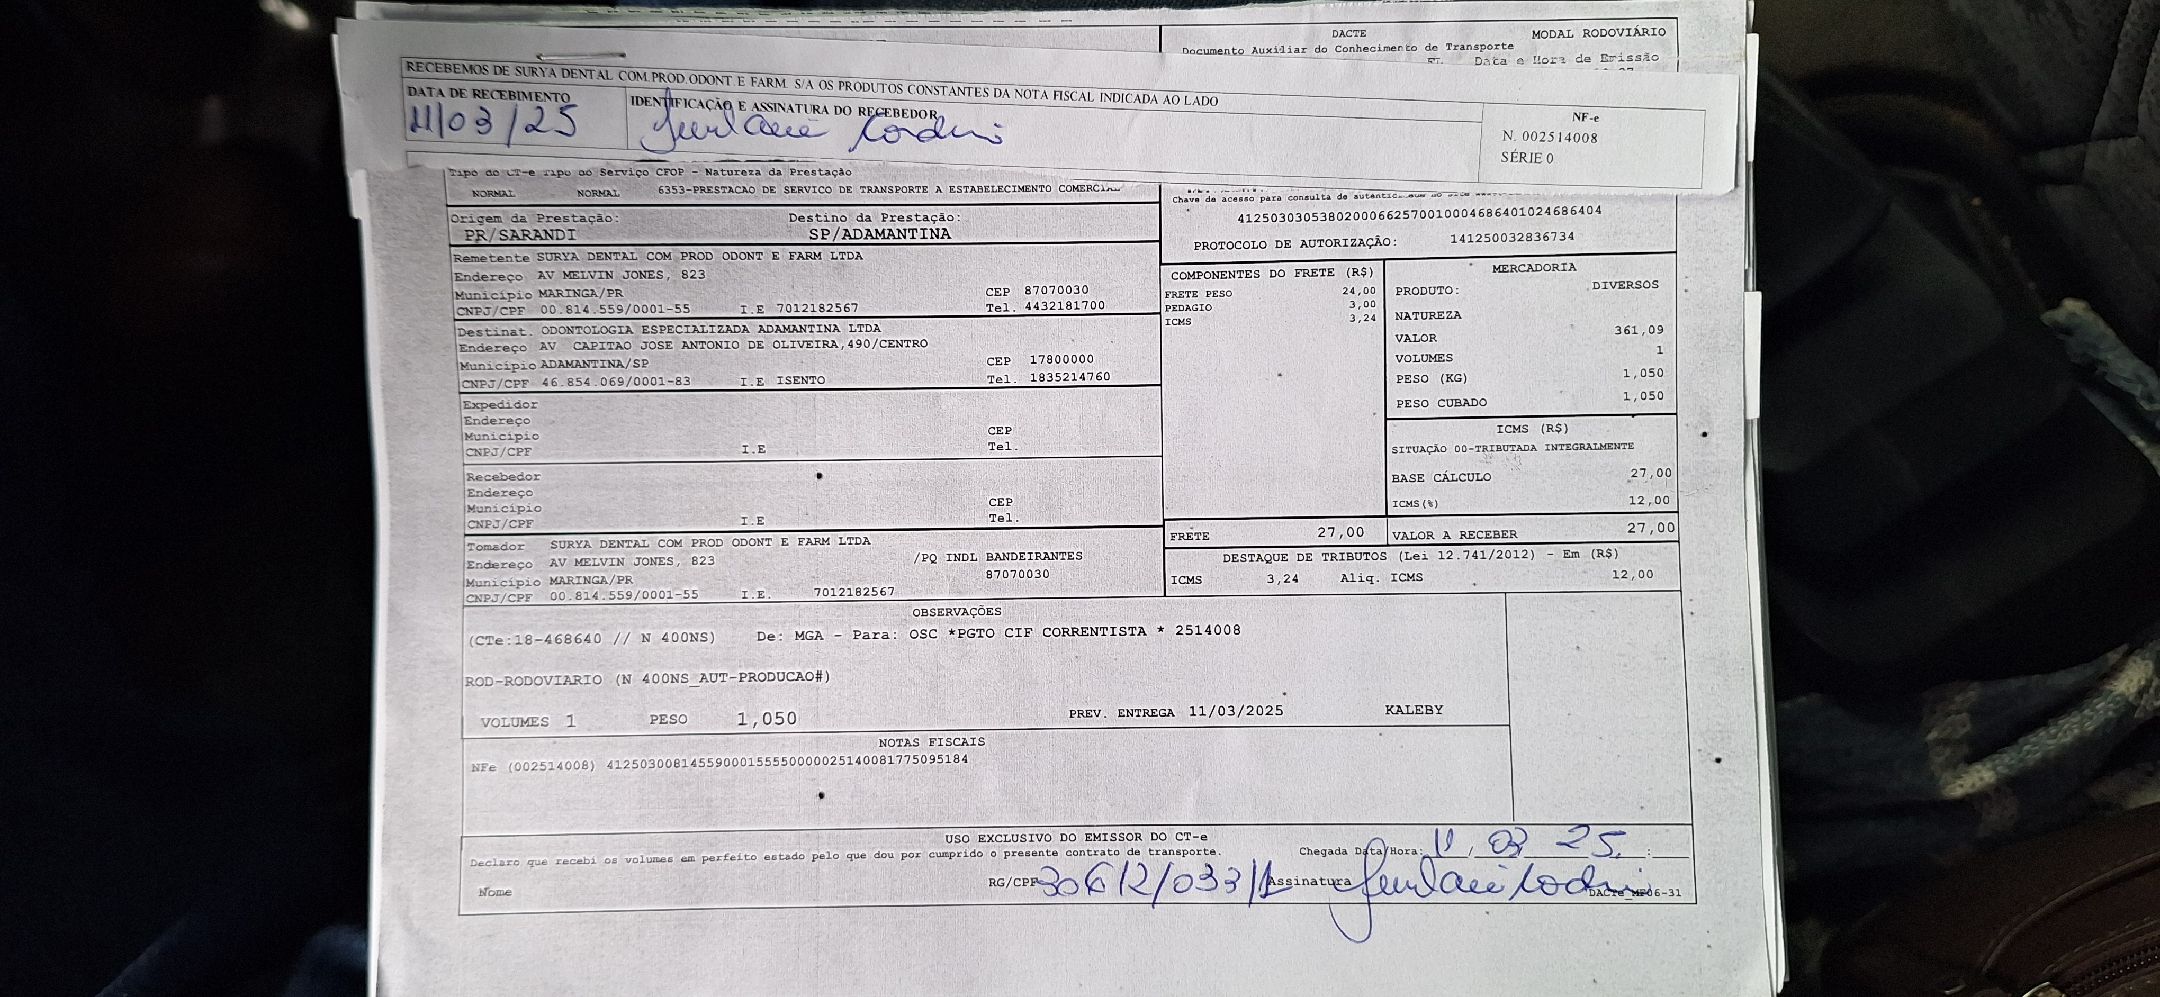 DACTE MODAL RODOVIÁRIO
Documento Auxiliar do Conhecimento de Transporte
Data e Hora de Emissão
RECEBEMOS DE SURYA DENTAL COM.PROD.ODONT E FARM. S/A OS PRODUTOS CONSTANTES DA NOTA FISCAL INDICADA AO LADO
DATA DE RECEBIMENTO
11/03/25
IDENTIFICAÇÃO E ASSINATURA DO RECEBEDOR
NF-e
N. 002514008
SÉRIE 0
Tipo do CT-e Tipo do Serviço CFOP - Natureza da Prestação
NORMAL NORMAL 6353-PRESTACAO DE SERVICO DE TRANSPORTE A ESTABELECIMENTO COMERCIAL
Origem da Prestação: Destino da Prestação:
PR/SARANDI SP/ADAMANTINA
Chave de acesso para consulta de
41250303053802000662570010004686401024686404
PROTOCOLO DE AUTORIZAÇÃO: 141250032836734
Remetente SURYA DENTAL COM PROD ODONT E FARM LTDA
Endereço AV MELVIN JONES, 823
Município MARINGA/PR CEP 87070030
CNPJ/CPF 00.814.559/0001-55 I.E 7012182567 Tel. 4432181700
Destinat. ODONTOLOGIA ESPECIALIZADA ADAMANTINA LTDA
Endereço AV CAPITAO JOSE ANTONIO DE OLIVEIRA,490/CENTRO
Município ADAMANTINA/SP CEP 17800000
CNPJ/CPF 46.854.069/0001-83 I.E ISENTO Tel. 1835214760
Expedidor
Endereço
Município CEP
CNPJ/CPF I.E Tel.
Recebedor
Endereço
Município CEP
CNPJ/CPF I.E Tel.
Tomador SURYA DENTAL COM PROD ODONT E FARM LTDA
Endereço AV MELVIN JONES, 823 /PQ INDL BANDEIRANTES
Município MARINGA/PR 87070030
CNPJ/CPF 00.814.559/0001-55 I.E. 7012182567
COMPONENTES DO FRETE (R$)
FRETE PESO 24,00
PEDAGIO 3,00
ICMS 3,24
MERCADORIA
PRODUTO: DIVERSOS
NATUREZA
VALOR 361,09
VOLUMES 1
PESO (KG) 1,050
PESO CUBADO 1,050
ICMS (R$)
SITUAÇÃO 00-TRIBUTADA INTEGRALMENTE
BASE CÁLCULO 27,00
ICMS(%) 12,00
FRETE 27,00 VALOR A RECEBER 27,00
DESTAQUE DE TRIBUTOS (Lei 12.741/2012) - Em (R$)
ICMS 3,24 Aliq. ICMS 12,00
OBSERVAÇÕES
(CTe:18-468640 // N 400NS) De: MGA - Para: OSC *PGTO CIF CORRENTISTA * 2514008
ROD-RODOVIARIO (N 400NS_AUT-PRODUCAO#)
VOLUMES 1 PESO 1,050 PREV. ENTREGA 11/03/2025 KALEBY
NOTAS FISCAIS
NFe (002514008) 41250300814559000155550000025140081775095184
USO EXCLUSIVO DO EMISSOR DO CT-e
Declaro que recebi os volumes em perfeito estado pelo que dou por cumprido o presente contrato de transporte. Chegada Data/Hora: 11, 03 25
Nome RG/CPF Assinatura